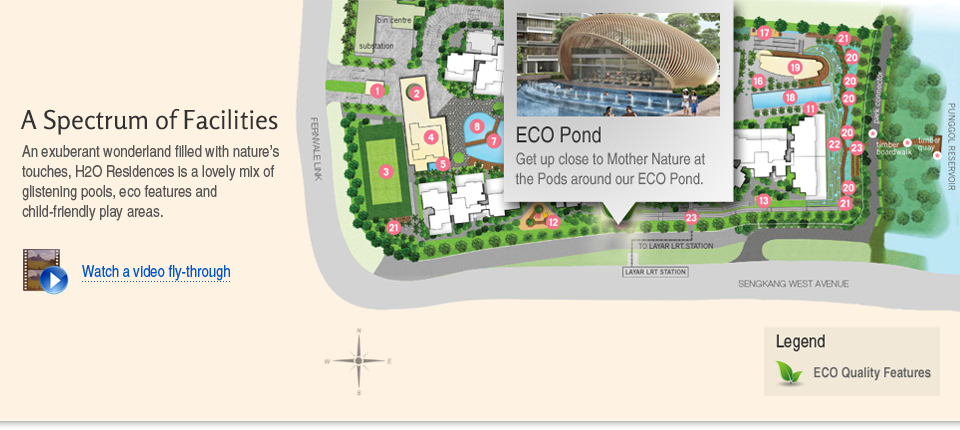 A Spectrum of Facilities
An exuberant wonderland filled with nature's
touches, H2O Residences is a lovely mix of
glistening pools, eco features and
child-friendly play areas.
Watch a video fly-through
bin centre
substation
FERNVALE LINK
1
2
3
4
5
7
8
21
12
ECO Pond
Get up close to Mother Nature at
the Pods around our ECO Pond.
17
21
20
19
20
16
18
20
11
20
22
23
20
20
21
13
23
park connector
timber
boardwalk
timber
quay
PUNGGOL RESERVOIR
TO LAYAR LRT STATION
LAYAR LRT STATION
SENGKANG WEST AVENUE
N
W
E
S
Legend
ECO Quality Features